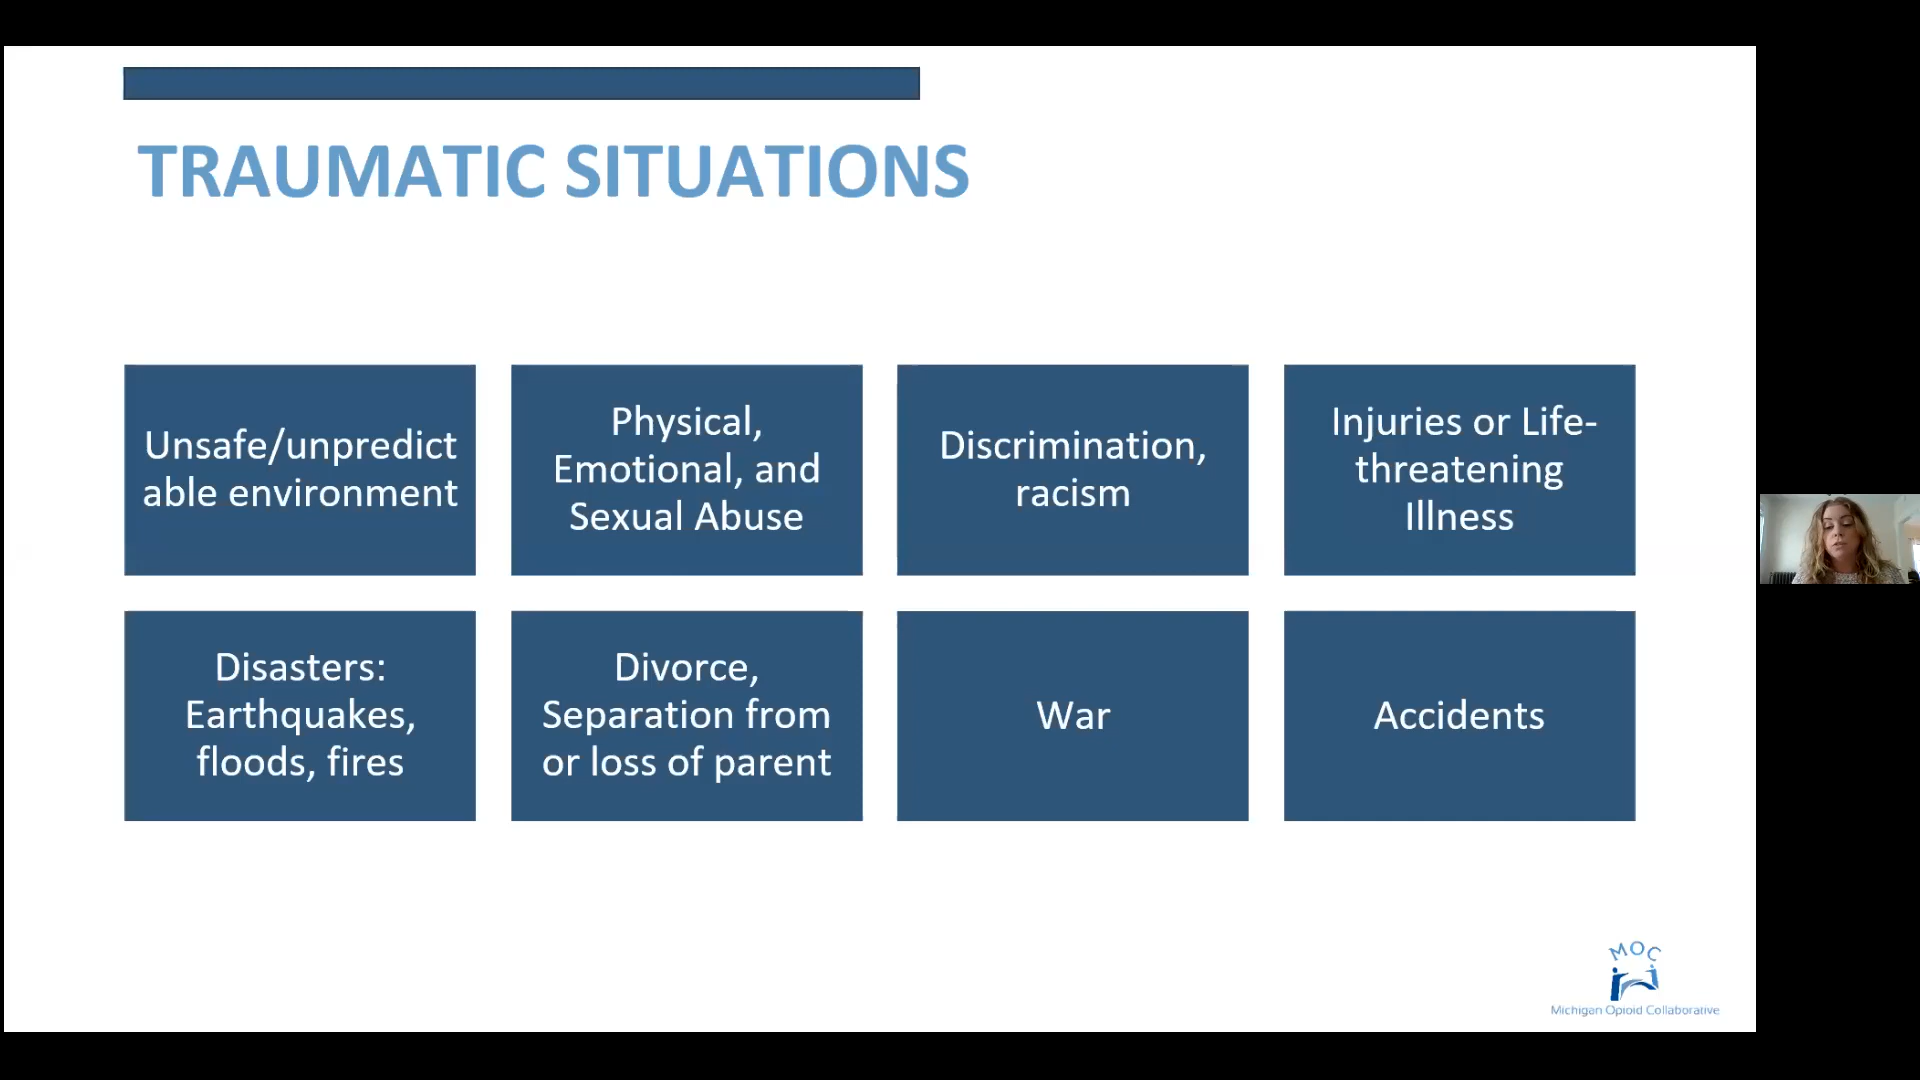 TRAUMATIC SITUATIONS
Unsafe/unpredict
able environment
Physical,
Emotional, and
Sexual Abuse
Discrimination,
racism
Injuries or Life-
threatening
Illness
Disasters:
Earthquakes,
floods, fires
Divorce,
Separation from
or loss of parent
War
Accidents
MOC
Michigan Opioid Collaborative